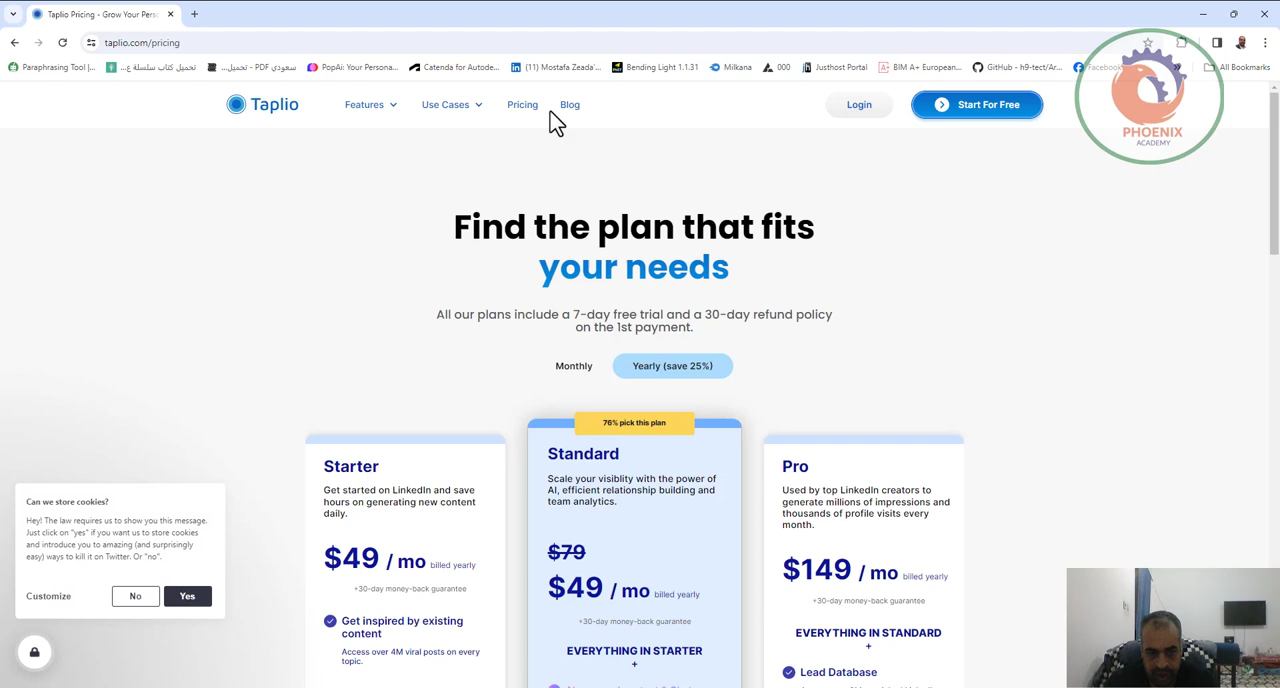 Taplio Pricing - Grow Your Perso
taplio.com/pricing
Paraphrasing Tool |...
تحميل كتاب سلسلة ع...
سعودي PDF - تحميل...
PopAi: Your Persona...
Catenda for Autode...
(11) Mostafa Zeada'...
Bending Light 1.1.31
Milkana
000
Justhost Portal
BIM A+ European...
GitHub - h9-tect/Ar...
Facebook
All Bookmarks
Taplio
Features
Use Cases
Pricing
Blog
Login
Start For Free
PHOENIX
ACADEMY
Find the plan that fits
your needs
All our plans include a 7-day free trial and a 30-day refund policy
on the 1st payment.
Monthly
Yearly (save 25%)
Starter
Get started on LinkedIn and save
hours on generating new content
daily.
$49 / mo billed yearly
+30-day money-back guarantee
Get inspired by existing
content
Access over 4M viral posts on every
topic.
76% pick this plan
Standard
Scale your visiblity with the power of
AI, efficient relationship building and
team analytics.
$79
$49 / mo billed yearly
+30-day money-back guarantee
EVERYTHING IN STARTER
+
Pro
Used by top LinkedIn creators to
generate millions of impressions and
thousands of profile visits every
month.
$149 / mo billed yearly
+30-day money-back guarantee
EVERYTHING IN STANDARD
+
Lead Database
Can we store cookies?
Hey! The law requires us to show you this message.
Just click on "yes" if you want us to store cookies
and introduce you to amazing (and surprisingly
easy) ways to kill it on Twitter. Or "no".
Customize
No
Yes